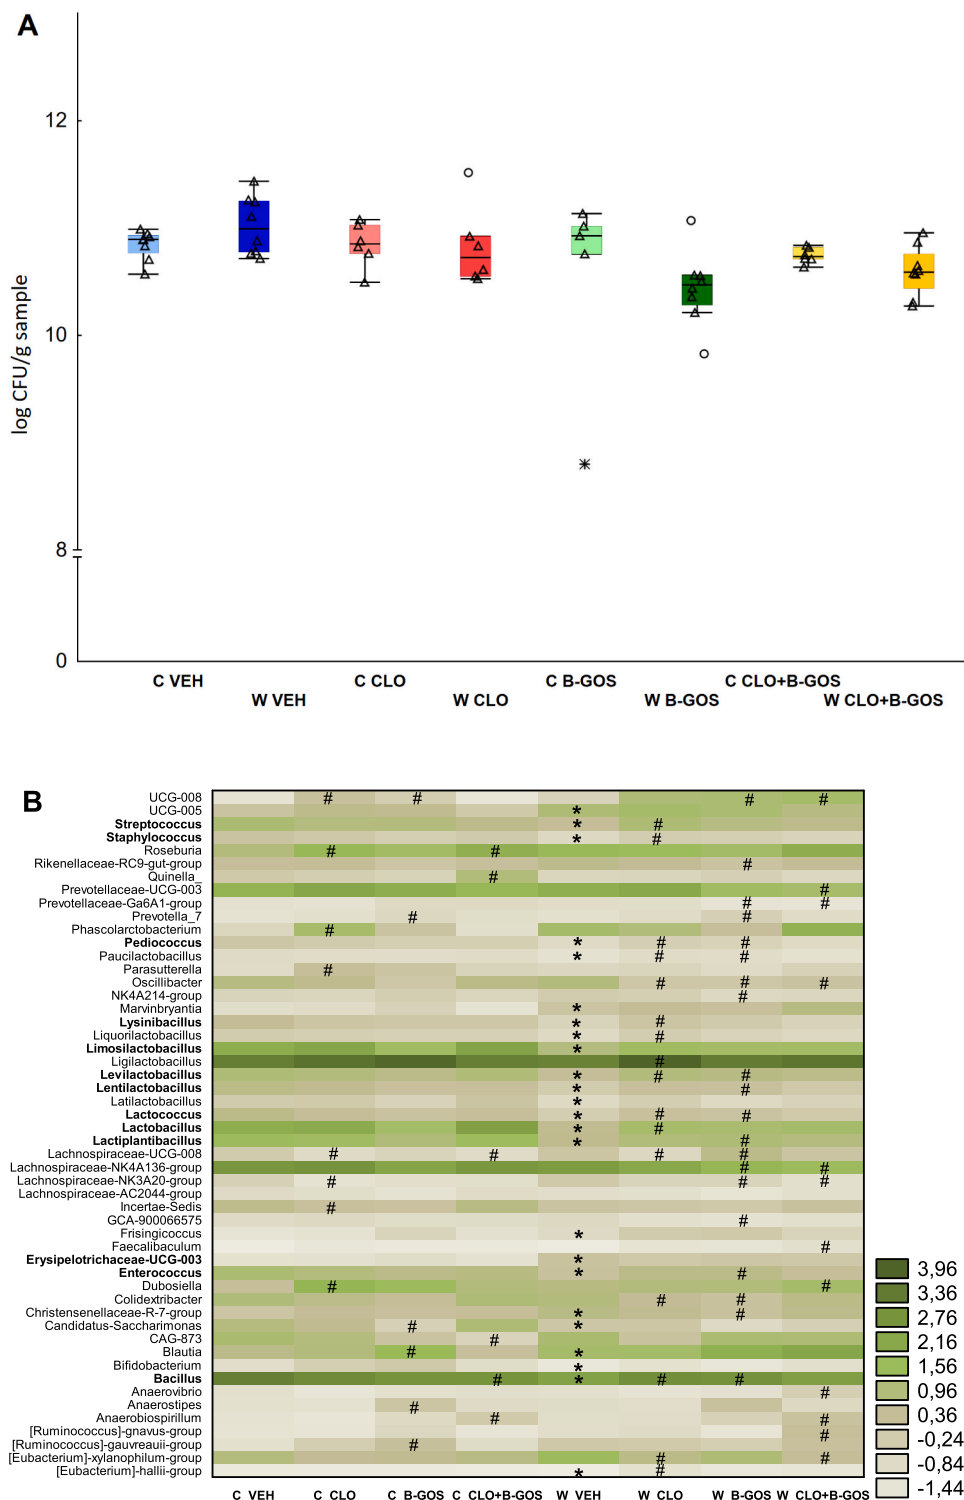 A
12
10
8
0
log CFU/g sample
C VEH
W VEH
C CLO
W CLO
C B-GOS
W B-GOS
C CLO+B-GOS
W CLO+B-GOS
B
UCG-008 # # # #
UCG-005 *
Streptococcus * #
Staphylococcus * #
Roseburia # #
Rikenellaceae-RC9-gut-group #
Quinella_ #
Prevotellaceae-UCG-003 #
Prevotellaceae-Ga6A1-group # #
Prevotella_7 # #
Phascolarctobacterium #
Pediococcus * # #
Paucilactobacillus * # #
Parasutterella #
Oscillibacter # # #
NK4A214-group #
Marvinbryantia *
Lysinibacillus * #
Liquorilactobacillus * #
Limosilactobacillus *
Ligilactobacillus #
Levilactobacillus * # #
Lentilactobacillus * #
Latilactobacillus *
Lactococcus * # #
Lactobacillus * #
Lactiplantibacillus * #
Lachnospiraceae-UCG-008 # # # #
Lachnospiraceae-NK4A136-group # #
Lachnospiraceae-NK3A20-group # # #
Lachnospiraceae-AC2044-group
Incertae-Sedis #
GCA-900066575 #
Frisingicoccus *
Faecalibaculum #
Erysipelotrichaceae-UCG-003 *
Enterococcus * #
Dubosiella # #
Colidextribacter # #
Christensenellaceae-R-7-group * #
Candidatus-Saccharimonas # *
CAG-873 #
Blautia # *
Bifidobacterium *
Bacillus # * # #
Anaerovibrio #
Anaerostipes #
Anaerobiospirillum # #
[Ruminococcus]-gnavus-group #
[Ruminococcus]-gauvreauii-group #
[Eubacterium]-xylanophilum-group # #
[Eubacterium]-hallii-group * #
C VEH C CLO C B-GOS C CLO+B-GOS W VEH W CLO W B-GOS W CLO+B-GOS
3,96
3,36
2,76
2,16
1,56
0,96
0,36
-0,24
-0,84
-1,44